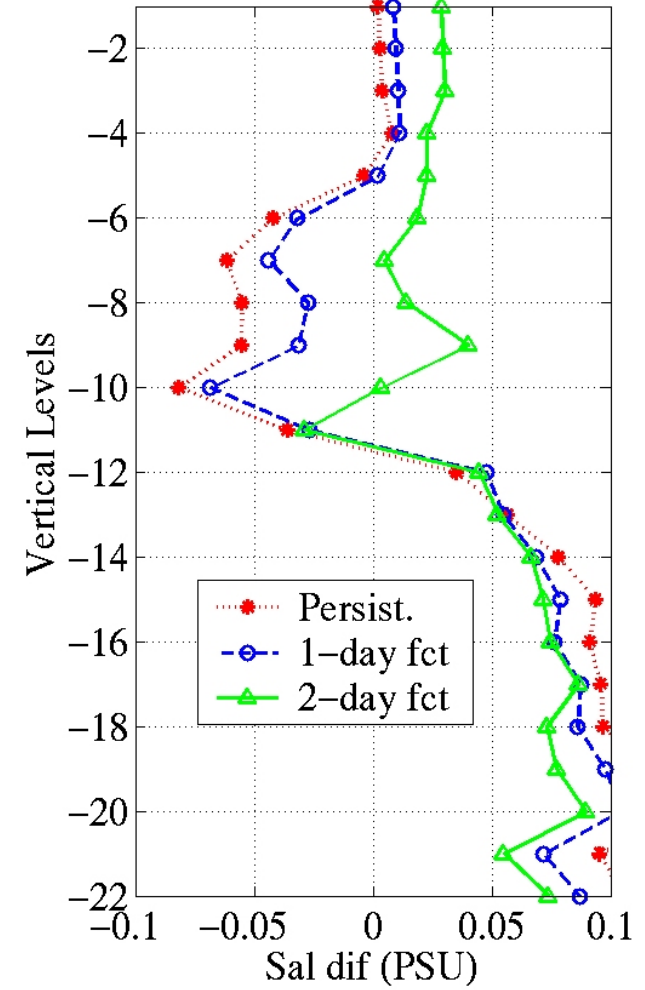 −2
−4
−6
−8
−10
−12
−14
−16
−18
−20
−22
Vertical Levels
Persist.
1−day fct
2−day fct
−0.1 −0.05 0 0.05 0.1
Sal dif (PSU)